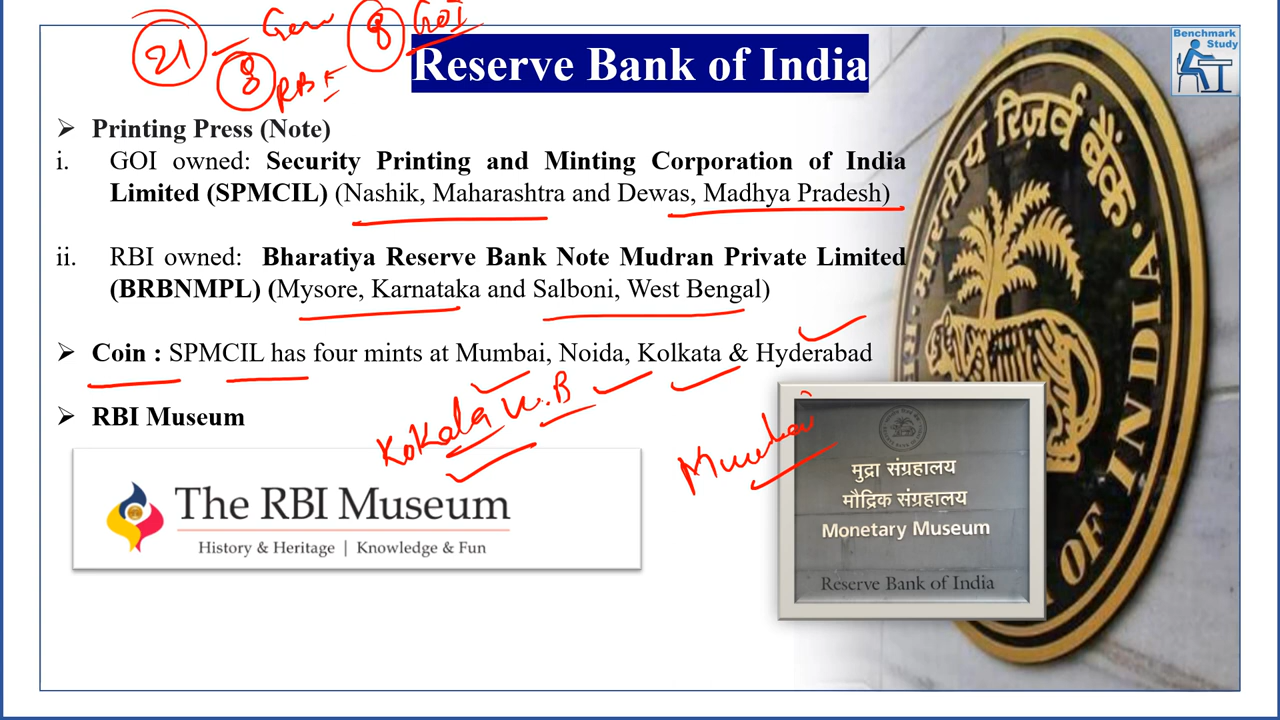 21 – Gov
8 RBI
8 GOI
Reserve Bank of India
Benchmark
Study
➢ Printing Press (Note)
i. GOI owned: Security Printing and Minting Corporation of India
Limited (SPMCIL) (Nashik, Maharashtra and Dewas, Madhya Pradesh)
ii. RBI owned: Bharatiya Reserve Bank Note Mudran Private Limited
(BRBNMPL) (Mysore, Karnataka and Salboni, West Bengal)
➢ Coin : SPMCIL has four mints at Mumbai, Noida, Kolkata & Hyderabad
➢ RBI Museum
W.B
Mumbai
The RBI Museum
History & Heritage | Knowledge & Fun
मुद्रा संग्रहालय
मौद्रिक संग्रहालय
Monetary Museum
Reserve Bank of India
भारतीय रिज़र्व बैंक
OF INDIA